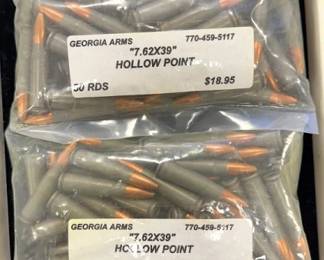 GEORGIA ARMS 770-459-5117
"7.62X39"
HOLLOW POINT
50 RDS $18.95
GEORGIA ARMS 770-459-5117
"7.62X39"
HOLLOW POINT